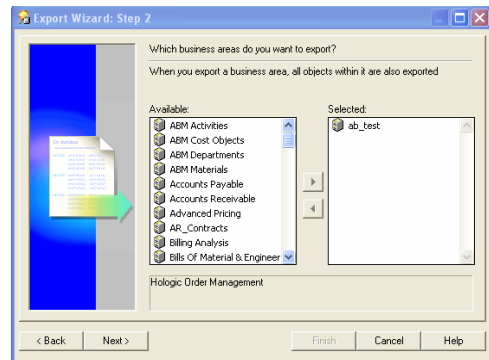 Export Wizard: Step 2
Which business areas do you want to export?
When you export a business area, all objects within it are also exported
Available:
ABM Activities
ABM Cost Objects
ABM Departments
ABM Materials
Accounts Payable
Accounts Receivable
Advanced Pricing
AR_Contracts
Billing Analysis
Bills Of Material & Engineer
Selected:
ab_test
Hologic Order Management
< Back
Next >
Finish
Cancel
Help